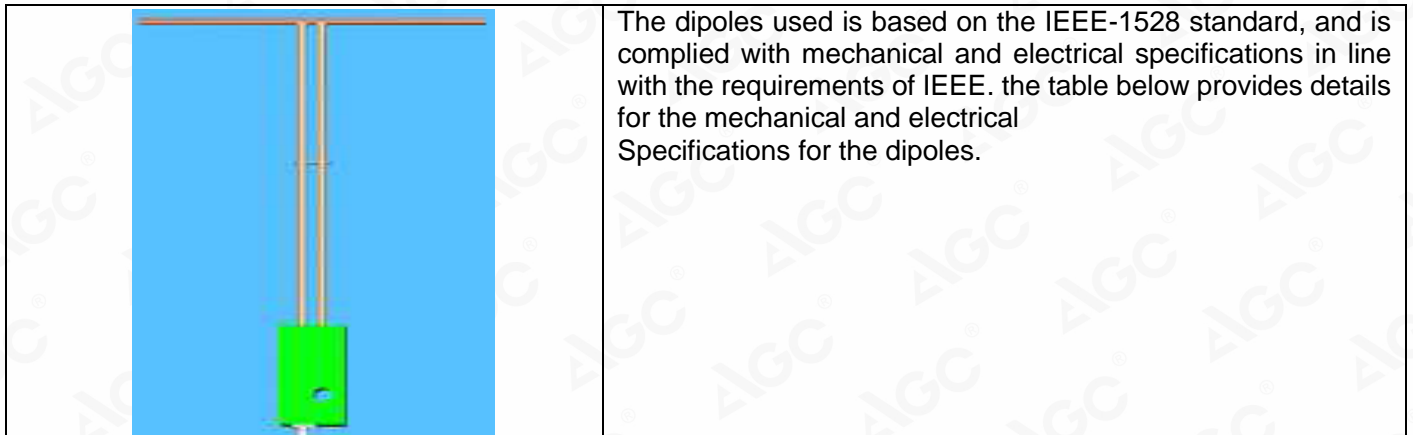 The dipoles used is based on the IEEE-1528 standard, and is
complied with mechanical and electrical specifications in line
with the requirements of IEEE. the table below provides details
for the mechanical and electrical
Specifications for the dipoles.